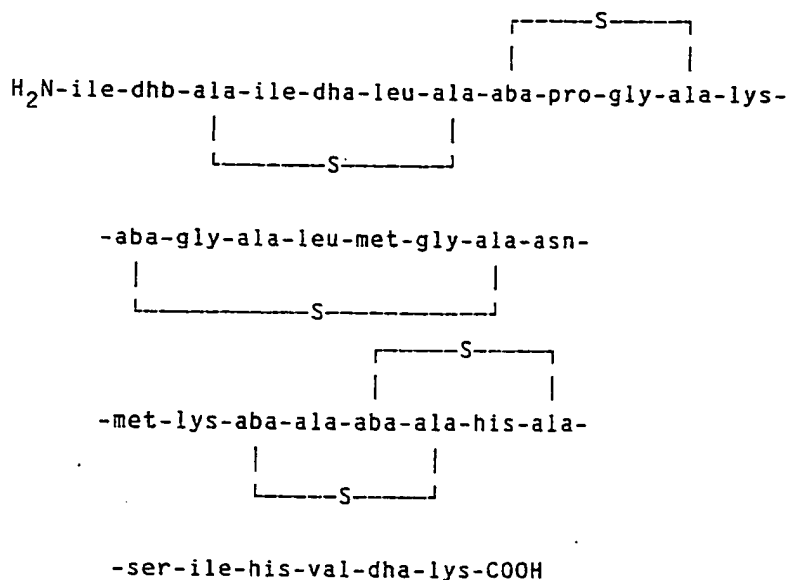 S
H2N-ile-dhb-ala-ile-dha-leu-ala-aba-pro-gly-ala-lys-
S
-aba-gly-ala-leu-met-gly-ala-asn-
S
S
-met-lys-aba-ala-aba-ala-his-ala-
S
-ser-ile-his-val-dha-lys-COOH